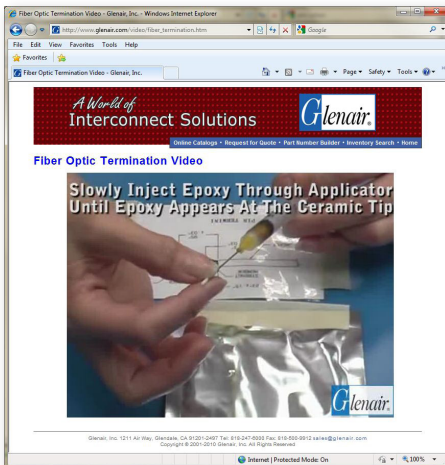 Fiber Optic Termination Video - Glenair, Inc. - Windows Internet Explorer
http://www.glenair.com/video/fiber_termination.htm
Google
File Edit View Favorites Tools Help
Favorites
Fiber Optic Termination Video - Glenair, Inc.
Page Safety Tools
A World of
Interconnect Solutions
Glenair.
Online Catalogs • Request for Quote • Part Number Builder • Inventory Search • Home
Fiber Optic Termination Video
Slowly Inject Epoxy Through Applicator
Until Epoxy Appears At The Ceramic Tip
Glenair.
Glenair, Inc. 1211 Air Way, Glendale, CA 91201-2497 Tel: 818-247-6000 Fax: 818-500-9912 sales@glenair.com
Copyright © 2001-2010 Glenair, Inc. All Rights Reserved
Internet | Protected Mode: On
100%